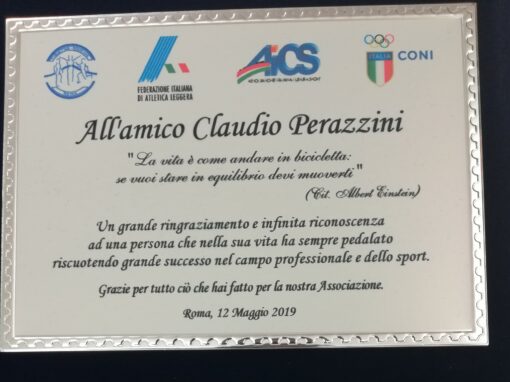 FEDERAZIONE ITALIANA
DI ATLETICA LEGGERA
AiCS
ITALIA
CONI
All'amico Claudio Perazzini
"La vita è come andare in bicicletta:
se vuoi stare in equilibrio devi muoverti"
(Cit. Albert Einstein)
Un grande ringraziamento e infinita riconoscenza
ad una persona che nella sua vita ha sempre pedalato
riscuotendo grande successo nel campo professionale e dello sport.
Grazie per tutto ciò che hai fatto per la nostra Associazione.
Roma, 12 Maggio 2019